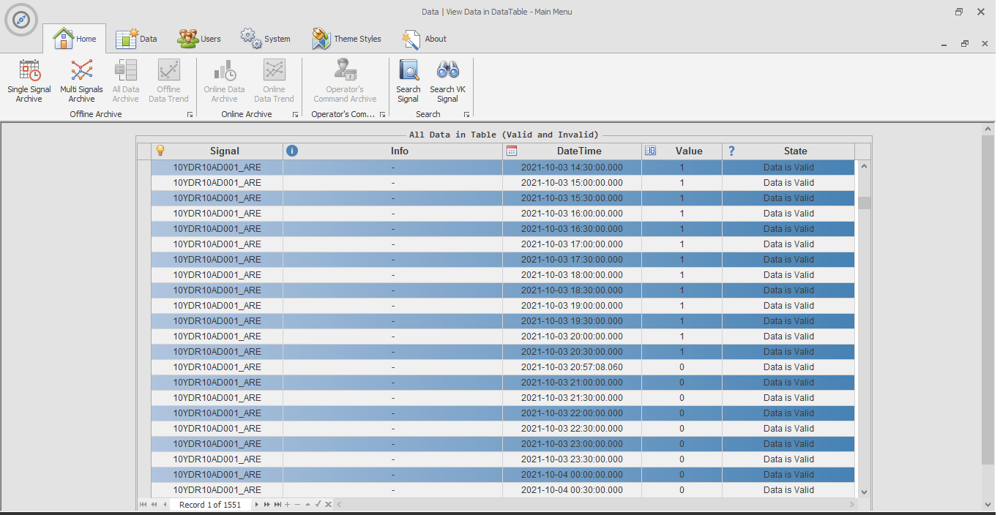 Data | View Data in DataTable - Main Menu
Home Data Users System Theme Styles About
Single Signal Archive Multi Signals Archive All Data Archive Offline Data Trend Online Data Archive Online Data Trend Operator's Command Archive Search Signal Search VK Signal
Offline Archive Online Archive Operator's Com... Search
All Data in Table (Valid and Invalid)
Signal Info DateTime Value State
10YDR10AD001_ARE - 2021-10-03 14:30:00.000 1 Data is Valid
10YDR10AD001_ARE - 2021-10-03 15:00:00.000 1 Data is Valid
10YDR10AD001_ARE - 2021-10-03 15:30:00.000 1 Data is Valid
10YDR10AD001_ARE - 2021-10-03 16:00:00.000 1 Data is Valid
10YDR10AD001_ARE - 2021-10-03 16:30:00.000 1 Data is Valid
10YDR10AD001_ARE - 2021-10-03 17:00:00.000 1 Data is Valid
10YDR10AD001_ARE - 2021-10-03 17:30:00.000 1 Data is Valid
10YDR10AD001_ARE - 2021-10-03 18:00:00.000 1 Data is Valid
10YDR10AD001_ARE - 2021-10-03 18:30:00.000 1 Data is Valid
10YDR10AD001_ARE - 2021-10-03 19:00:00.000 1 Data is Valid
10YDR10AD001_ARE - 2021-10-03 19:30:00.000 1 Data is Valid
10YDR10AD001_ARE - 2021-10-03 20:00:00.000 1 Data is Valid
10YDR10AD001_ARE - 2021-10-03 20:30:00.000 1 Data is Valid
10YDR10AD001_ARE - 2021-10-03 20:57:08.060 0 Data is Valid
10YDR10AD001_ARE - 2021-10-03 21:00:00.000 0 Data is Valid
10YDR10AD001_ARE - 2021-10-03 21:30:00.000 0 Data is Valid
10YDR10AD001_ARE - 2021-10-03 22:00:00.000 0 Data is Valid
10YDR10AD001_ARE - 2021-10-03 22:30:00.000 0 Data is Valid
10YDR10AD001_ARE - 2021-10-03 23:00:00.000 0 Data is Valid
10YDR10AD001_ARE - 2021-10-03 23:30:00.000 0 Data is Valid
10YDR10AD001_ARE - 2021-10-04 00:00:00.000 0 Data is Valid
10YDR10AD001_ARE - 2021-10-04 00:30:00.000 0 Data is Valid
Record 1 of 1551